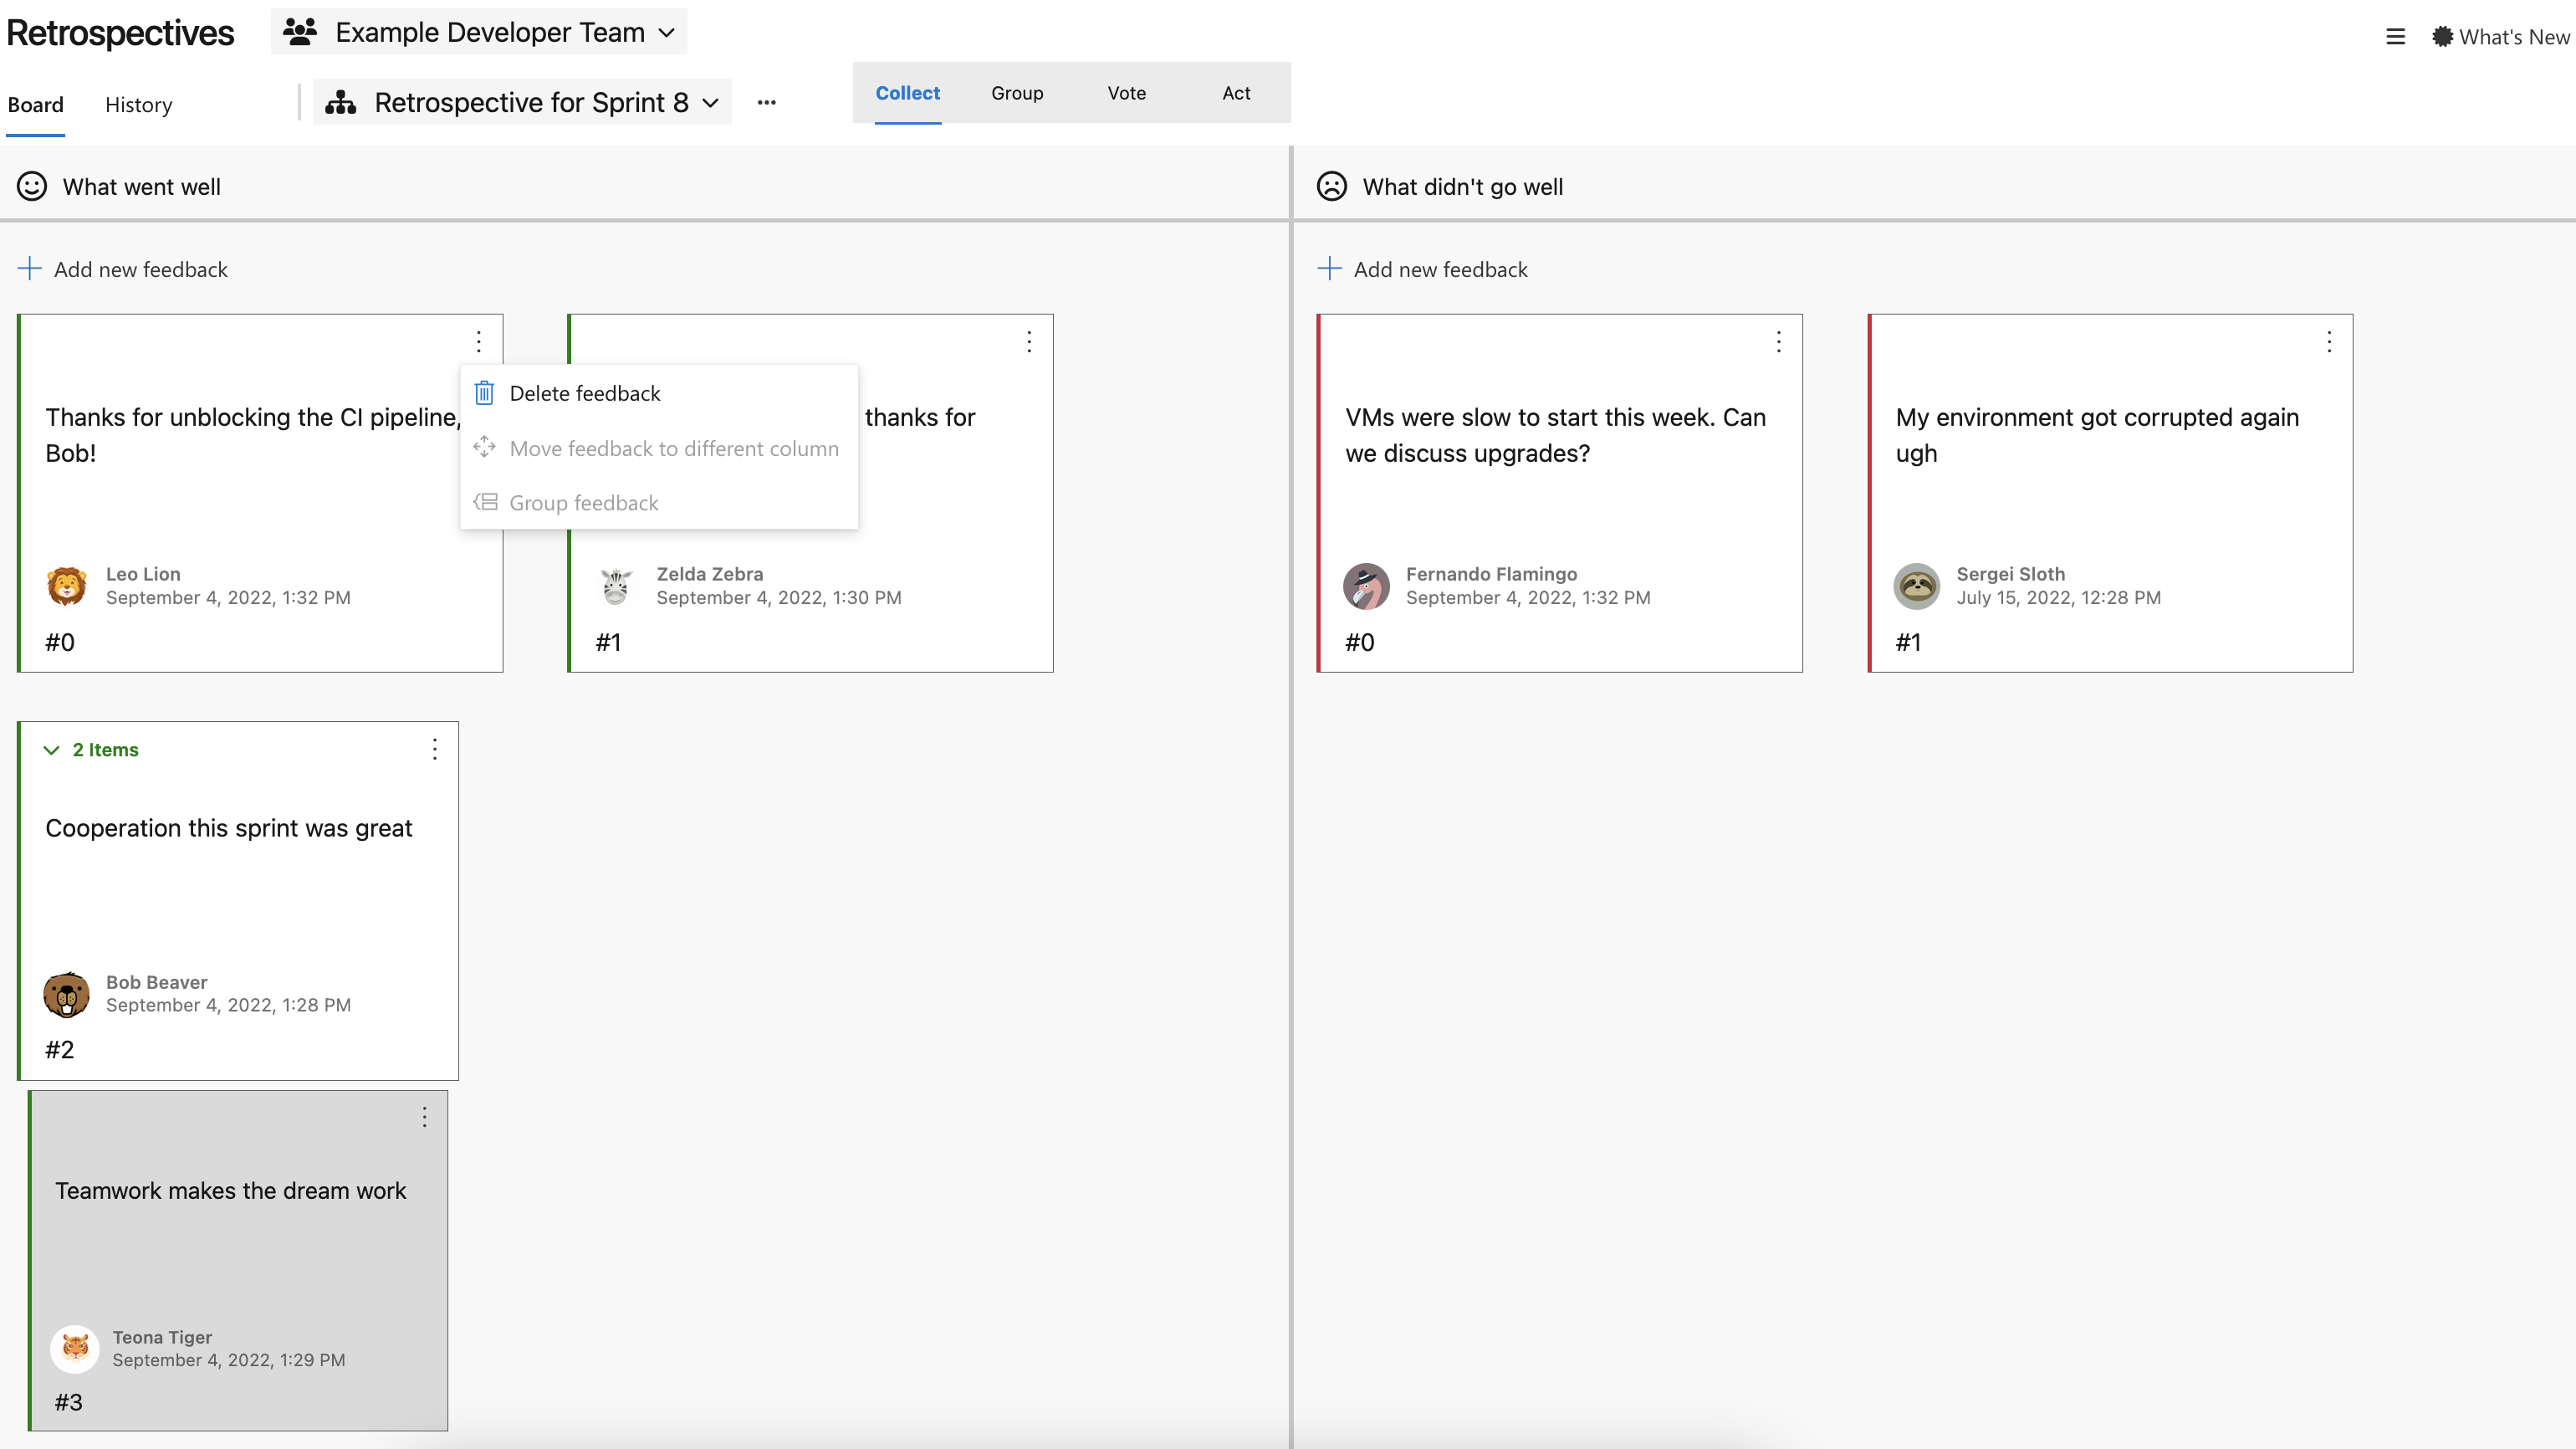 Retrospectives
Example Developer Team
What's New
Board
History
Retrospective for Sprint 8
Collect
Group
Vote
Act
What went well
Add new feedback
Thanks for unblocking the CI pipeline,
Bob!
Leo Lion
September 4, 2022, 1:32 PM
#0
Delete feedback
Move feedback to different column
Group feedback
thanks for
Zelda Zebra
September 4, 2022, 1:30 PM
#1
2 Items
Cooperation this sprint was great
Bob Beaver
September 4, 2022, 1:28 PM
#2
Teamwork makes the dream work
Teona Tiger
September 4, 2022, 1:29 PM
#3
What didn't go well
Add new feedback
VMs were slow to start this week. Can
we discuss upgrades?
Fernando Flamingo
September 4, 2022, 1:32 PM
#0
My environment got corrupted again
ugh
Sergei Sloth
July 15, 2022, 12:28 PM
#1